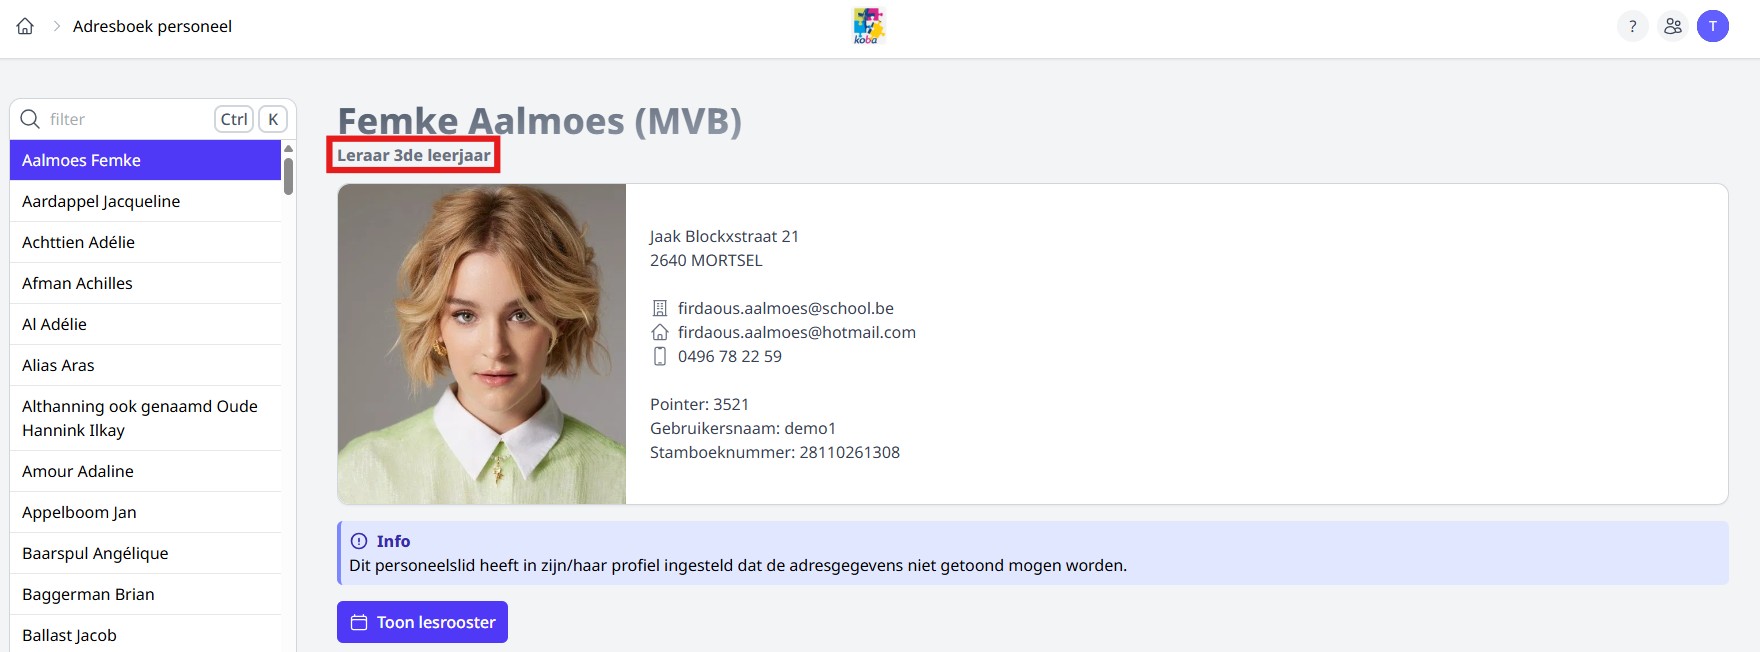 Adresboek personeel
koba
?
T
filter
Ctrl
K
Aalmoes Femke
Aardappel Jacqueline
Achttien Adélie
Afman Achilles
Al Adélie
Alias Aras
Althanning ook genaamd Oude
Hannink Ilkay
Amour Adaline
Appelboom Jan
Baarspul Angélique
Baggerman Brian
Ballast Jacob
Femke Aalmoes (MVB)
Leraar 3de leerjaar
Jaak Blockxstraat 21
2640 MORTSEL
firdaous.aalmoes@school.be
firdaous.aalmoes@hotmail.com
0496 78 22 59
Pointer: 3521
Gebruikersnaam: demo1
Stamboeknummer: 28110261308
Info
Dit personeelslid heeft in zijn/haar profiel ingesteld dat de adresgegevens niet getoond mogen worden.
Toon lesrooster